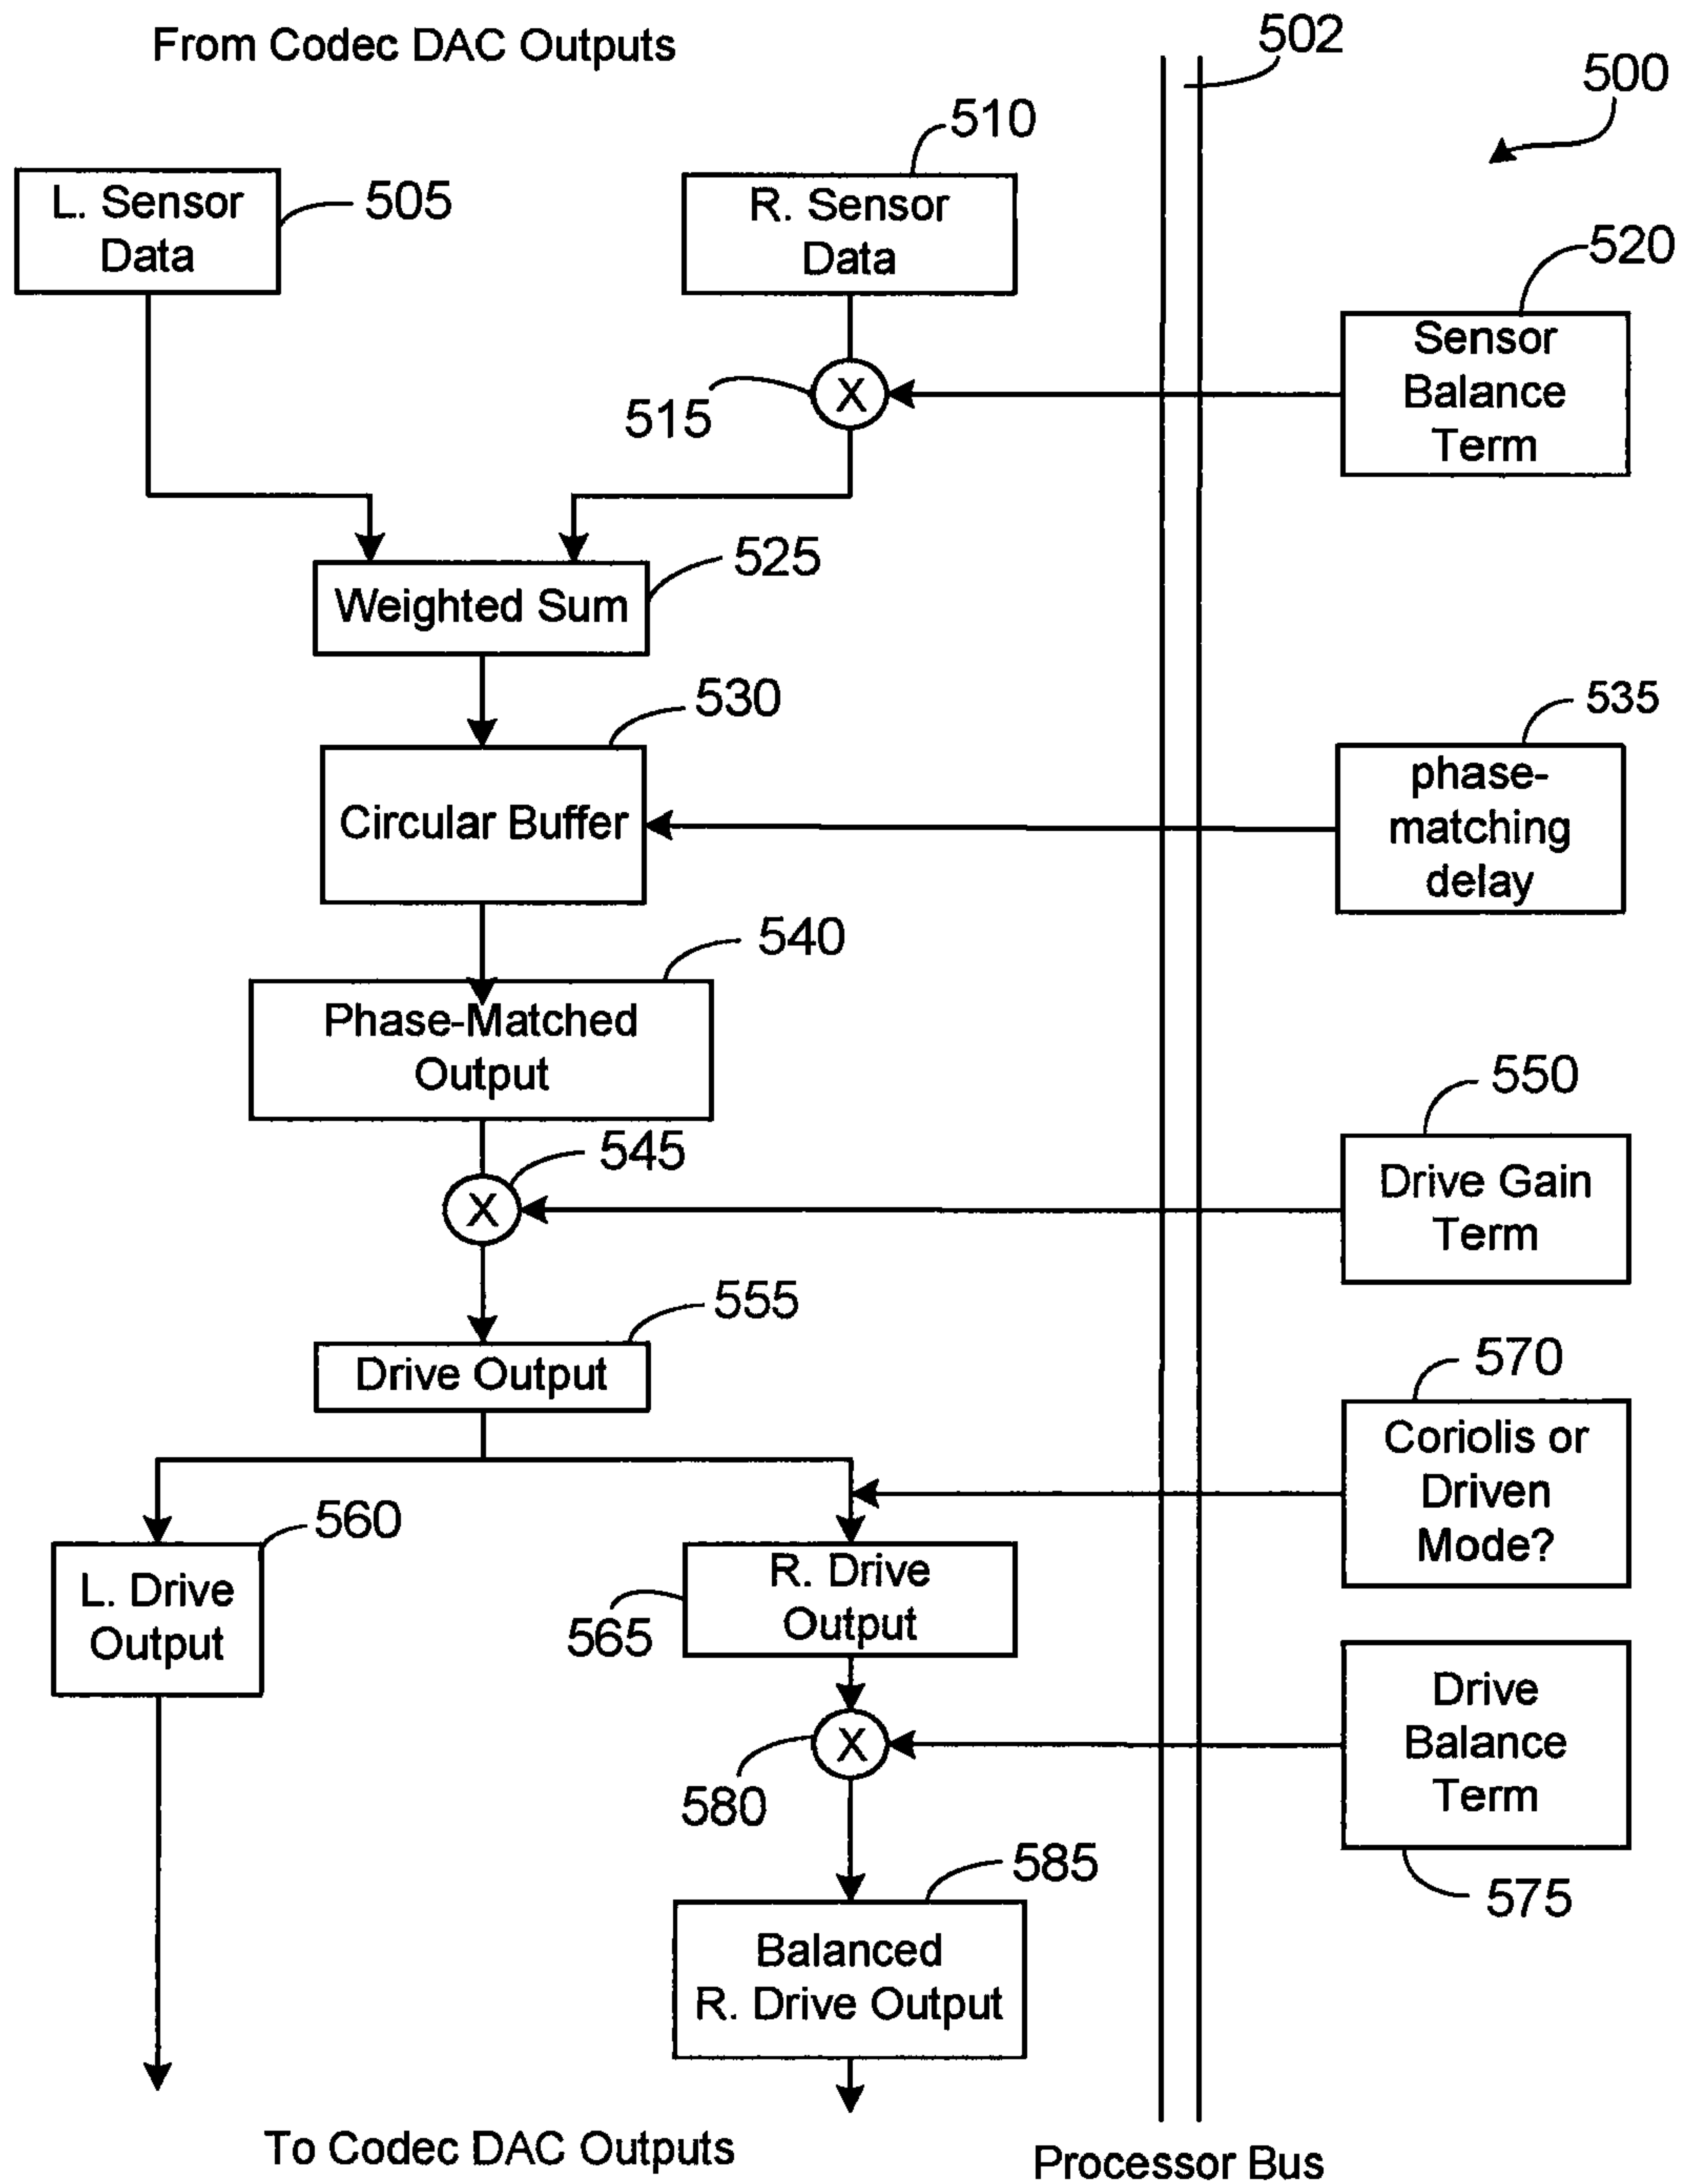 From Codec DAC Outputs
502
500
510
L. Sensor
Data
505
R. Sensor
Data
520
Sensor
Balance
Term
X
515
525
Weighted Sum
530
535
Circular Buffer
phase-
matching
delay
540
Phase-Matched
Output
550
545
X
Drive Gain
Term
555
Drive Output
570
Coriolis or
Driven
Mode?
560
L. Drive
Output
R. Drive
Output
565
Drive
Balance
Term
X
580
585
575
Balanced
R. Drive Output
To Codec DAC Outputs
Processor Bus